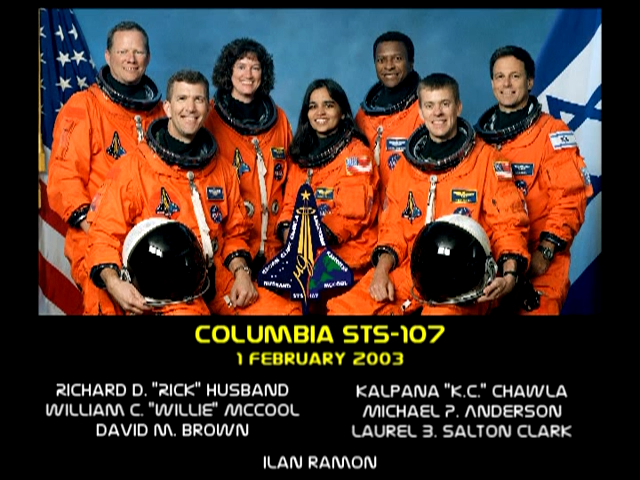 COLUMBIA STS-107
1 FEBRUARY 2003
RICHARD D. "RICK" HUSBAND
WILLIAM C. "WILLIE" MCCOOL
DAVID M. BROWN
KALPANA "K.C." CHAWLA
MICHAEL P. ANDERSON
LAUREL B. SALTON CLARK
ILAN RAMON